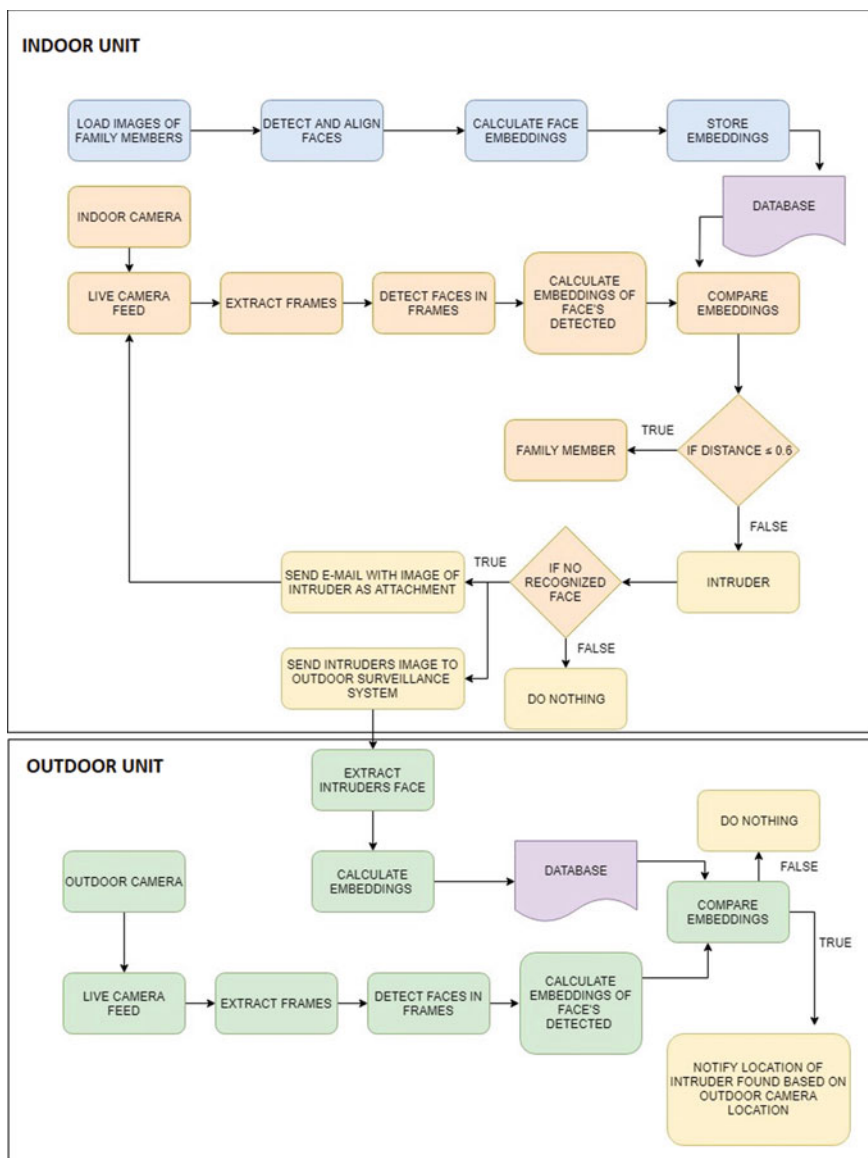 INDOOR UNIT
LOAD IMAGES OF
FAMILY MEMBERS
DETECT AND ALIGN
FACES
CALCULATE FACE
EMBEDDINGS
STORE
EMBEDDINGS
DATABASE
INDOOR CAMERA
LIVE CAMERA
FEED
EXTRACT FRAMES
DETECT FACES IN
FRAMES
CALCULATE
EMBEDDINGS OF
FACE'S
DETECTED
COMPARE
EMBEDDINGS
IF DISTANCE ≤ 0.6
TRUE
FAMILY MEMBER
FALSE
INTRUDER
IF NO
RECOGNIZED
FACE
TRUE
SEND E-MAIL WITH IMAGE OF
INTRUDER AS ATTACHMENT
SEND INTRUDERS IMAGE TO
OUTDOOR SURVEILLANCE
SYSTEM
FALSE
DO NOTHING
OUTDOOR UNIT
EXTRACT
INTRUDERS FACE
CALCULATE
EMBEDDINGS
DATABASE
DO NOTHING
FALSE
COMPARE
EMBEDDINGS
TRUE
OUTDOOR CAMERA
LIVE CAMERA
FEED
EXTRACT FRAMES
DETECT FACES IN
FRAMES
CALCULATE
EMBEDDINGS OF
FACE'S
DETECTED
NOTIFY LOCATION OF
INTRUDER FOUND BASED ON
OUTDOOR CAMERA
LOCATION